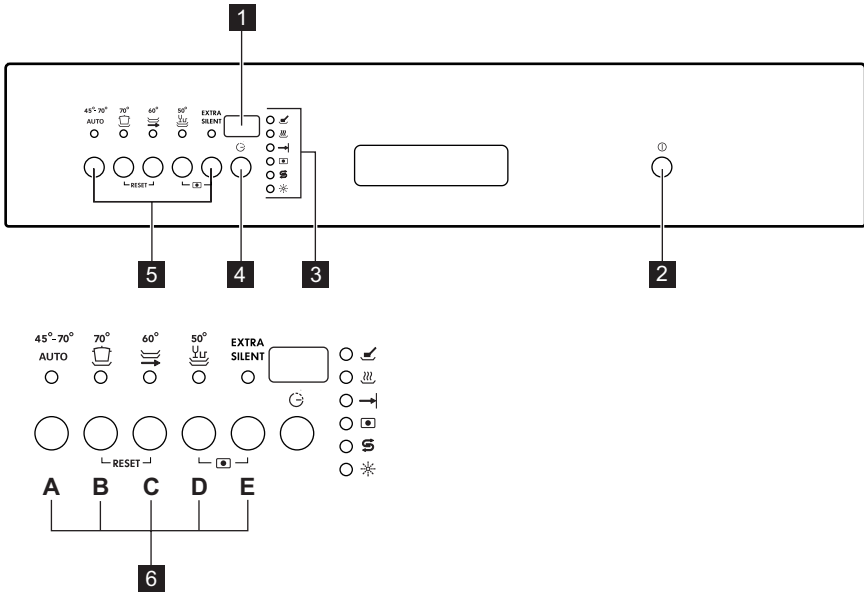 1
45°-70° 70° 60° 50° EXTRA
AUTO SILENT
RESET
5 4 3 2
45°-70° 70° 60° 50° EXTRA
AUTO SILENT
RESET
A B C D E
6